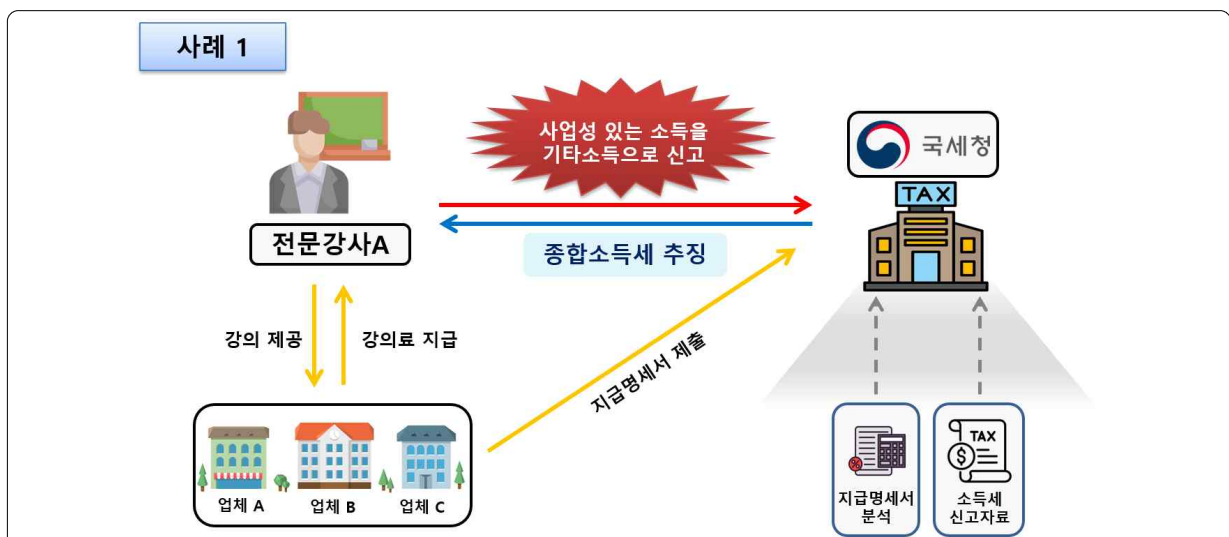 사례 1
사업성 있는 소득을
기타소득으로 신고
국세청
TAX
전문강사A
종합소득세 추징
강의 제공
강의료 지급
지급명세서 제출
업체 A
업체 B
업체 C
%
지급명세서
분석
TAX
$
소득세
신고자료